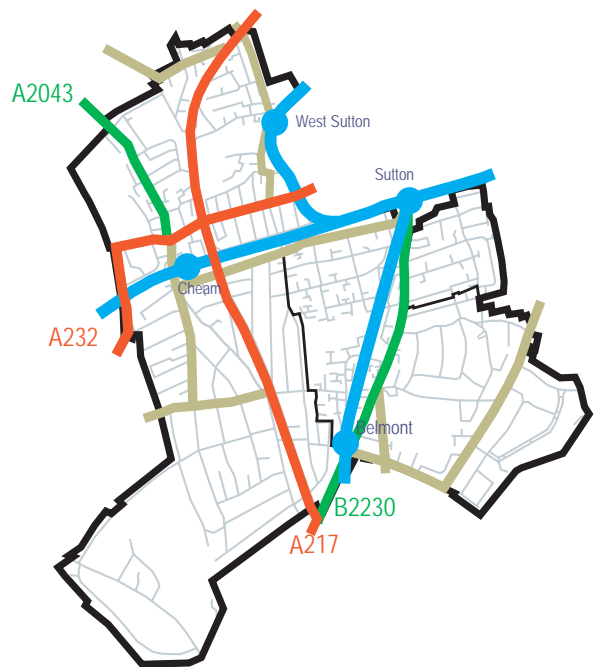 A2043
West Sutton
Sutton
Cheam
A232
Belmont
B2230
A217